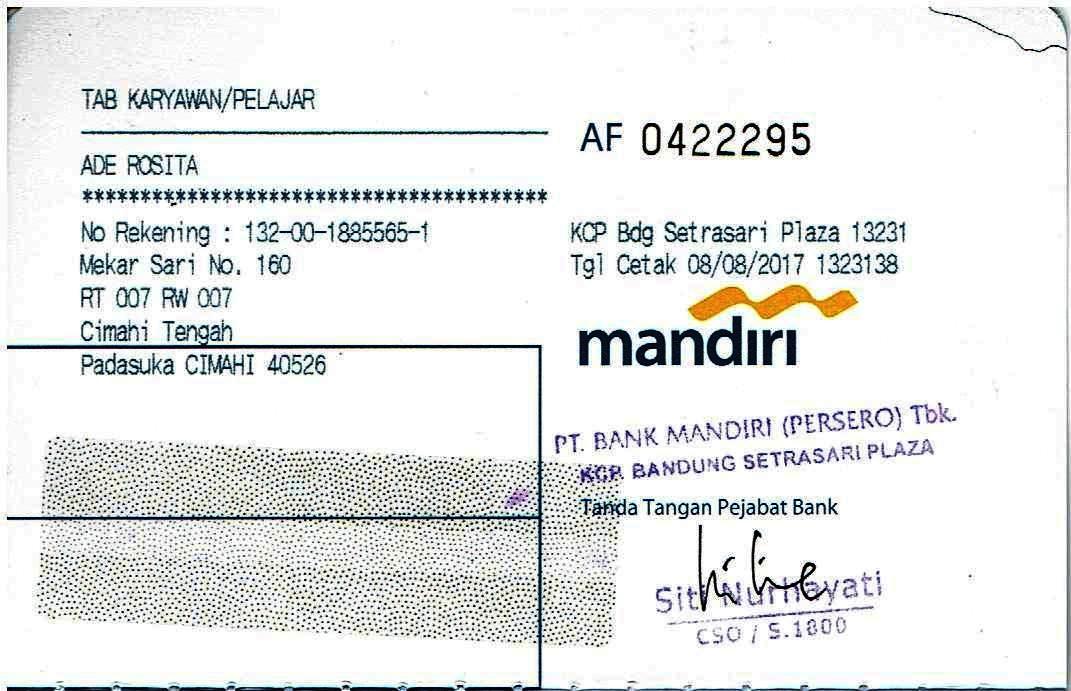 TAB KARYAWAN/PELAJAR
AF 0422295
ADE ROSITA
****************************************
No Rekening : 132-00-1885565-1
Mekar Sari No. 160
RT 007 RW 007
Cimahi Tengah
Padasuka CIMAHI 40526
KCP Bdg Setrasari Plaza 13231
Tgl Cetak 08/08/2017 1323138
mandiri
PT. BANK MANDIRI (PERSERO) Tbk.
KCP. BANDUNG SETRASARI PLAZA
Tanda Tangan Pejabat Bank
Siti Nurhayati
CSO / S.1800